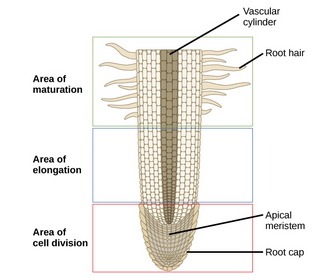 Vascular
cylinder
Root hair
Area of
maturation
Area of
elongation
Area of
cell division
Apical
meristem
Root cap